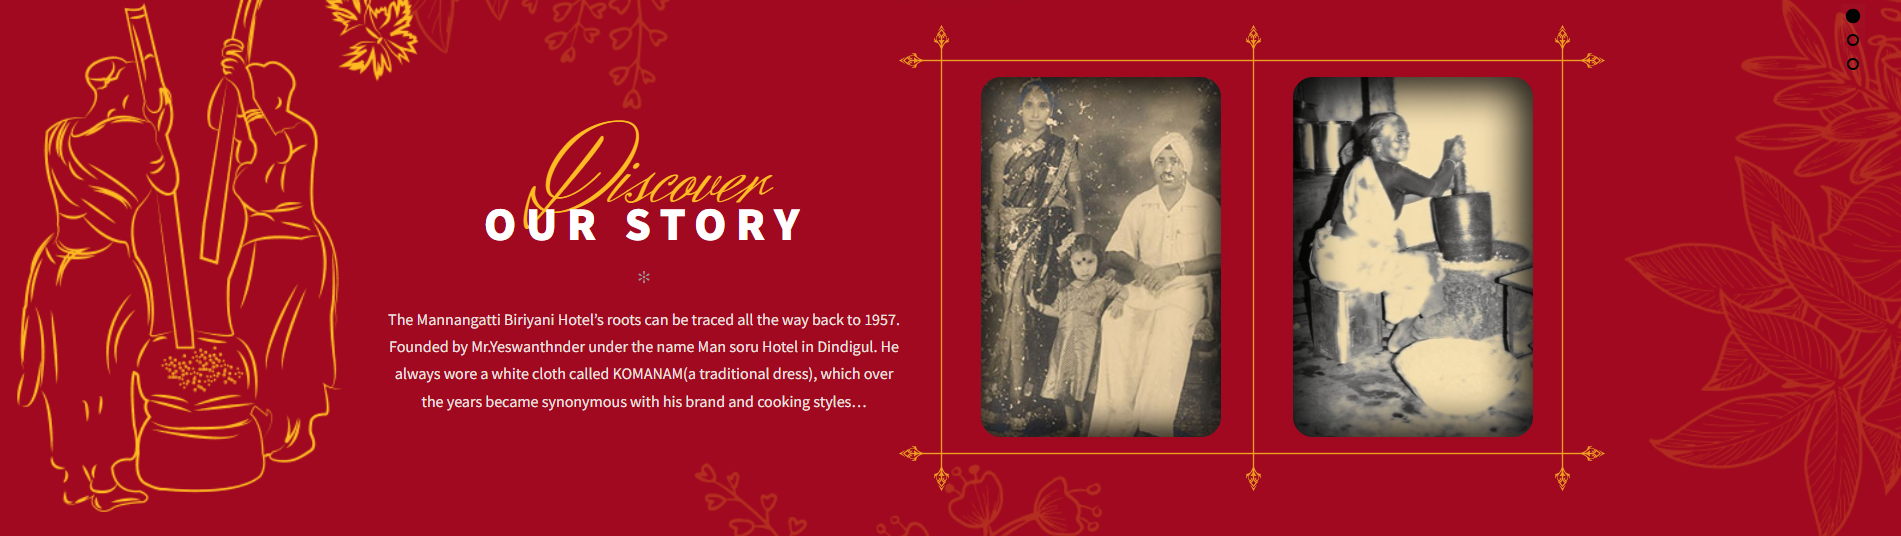 Discover
OUR STORY
The Mannangatti Biriyani Hotel’s roots can be traced all the way back to 1957.
Founded by Mr.Yeswanthnder under the name Man soru Hotel in Dindigul. He
always wore a white cloth called KOMANAM(a traditional dress), which over
the years became synonymous with his brand and cooking styles…